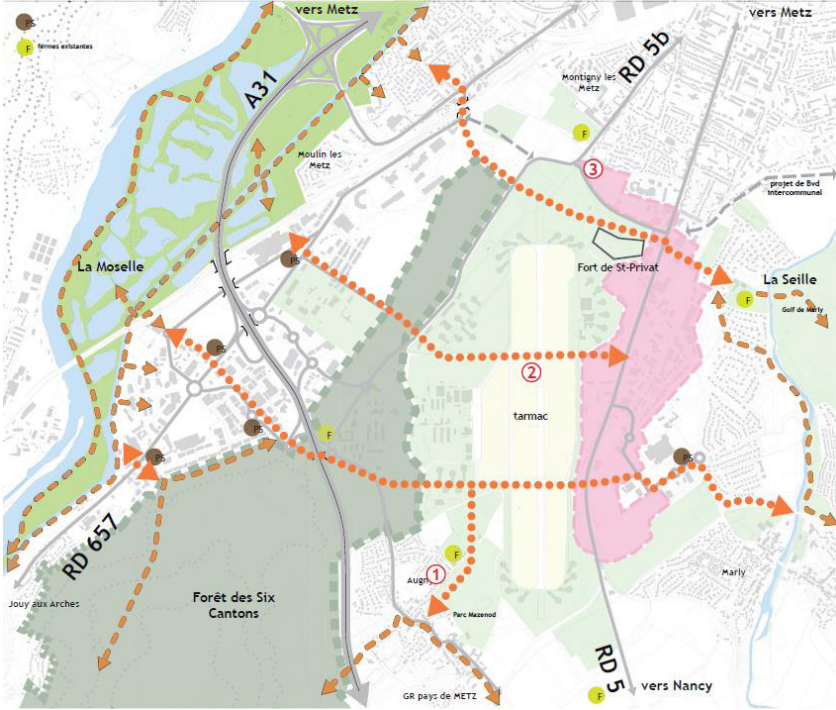 vers Metz
vers Metz
PS
F fermes existantes
A31
RD 5b
Montigny les
Metz
F
Moulin les
Metz
③
projet de Bvd
intercommunal
La Moselle
PS
Fort de St-Privat
La Seille
F
Golf de Marly
PS
②
tarmac
PS
F
PS
PS
RD 657
F
Augny
①
Marly
Jouy aux Arches
Forêt des Six
Cantons
Parc Mazenod
RD 5
vers Nancy
F
GR pays de METZ